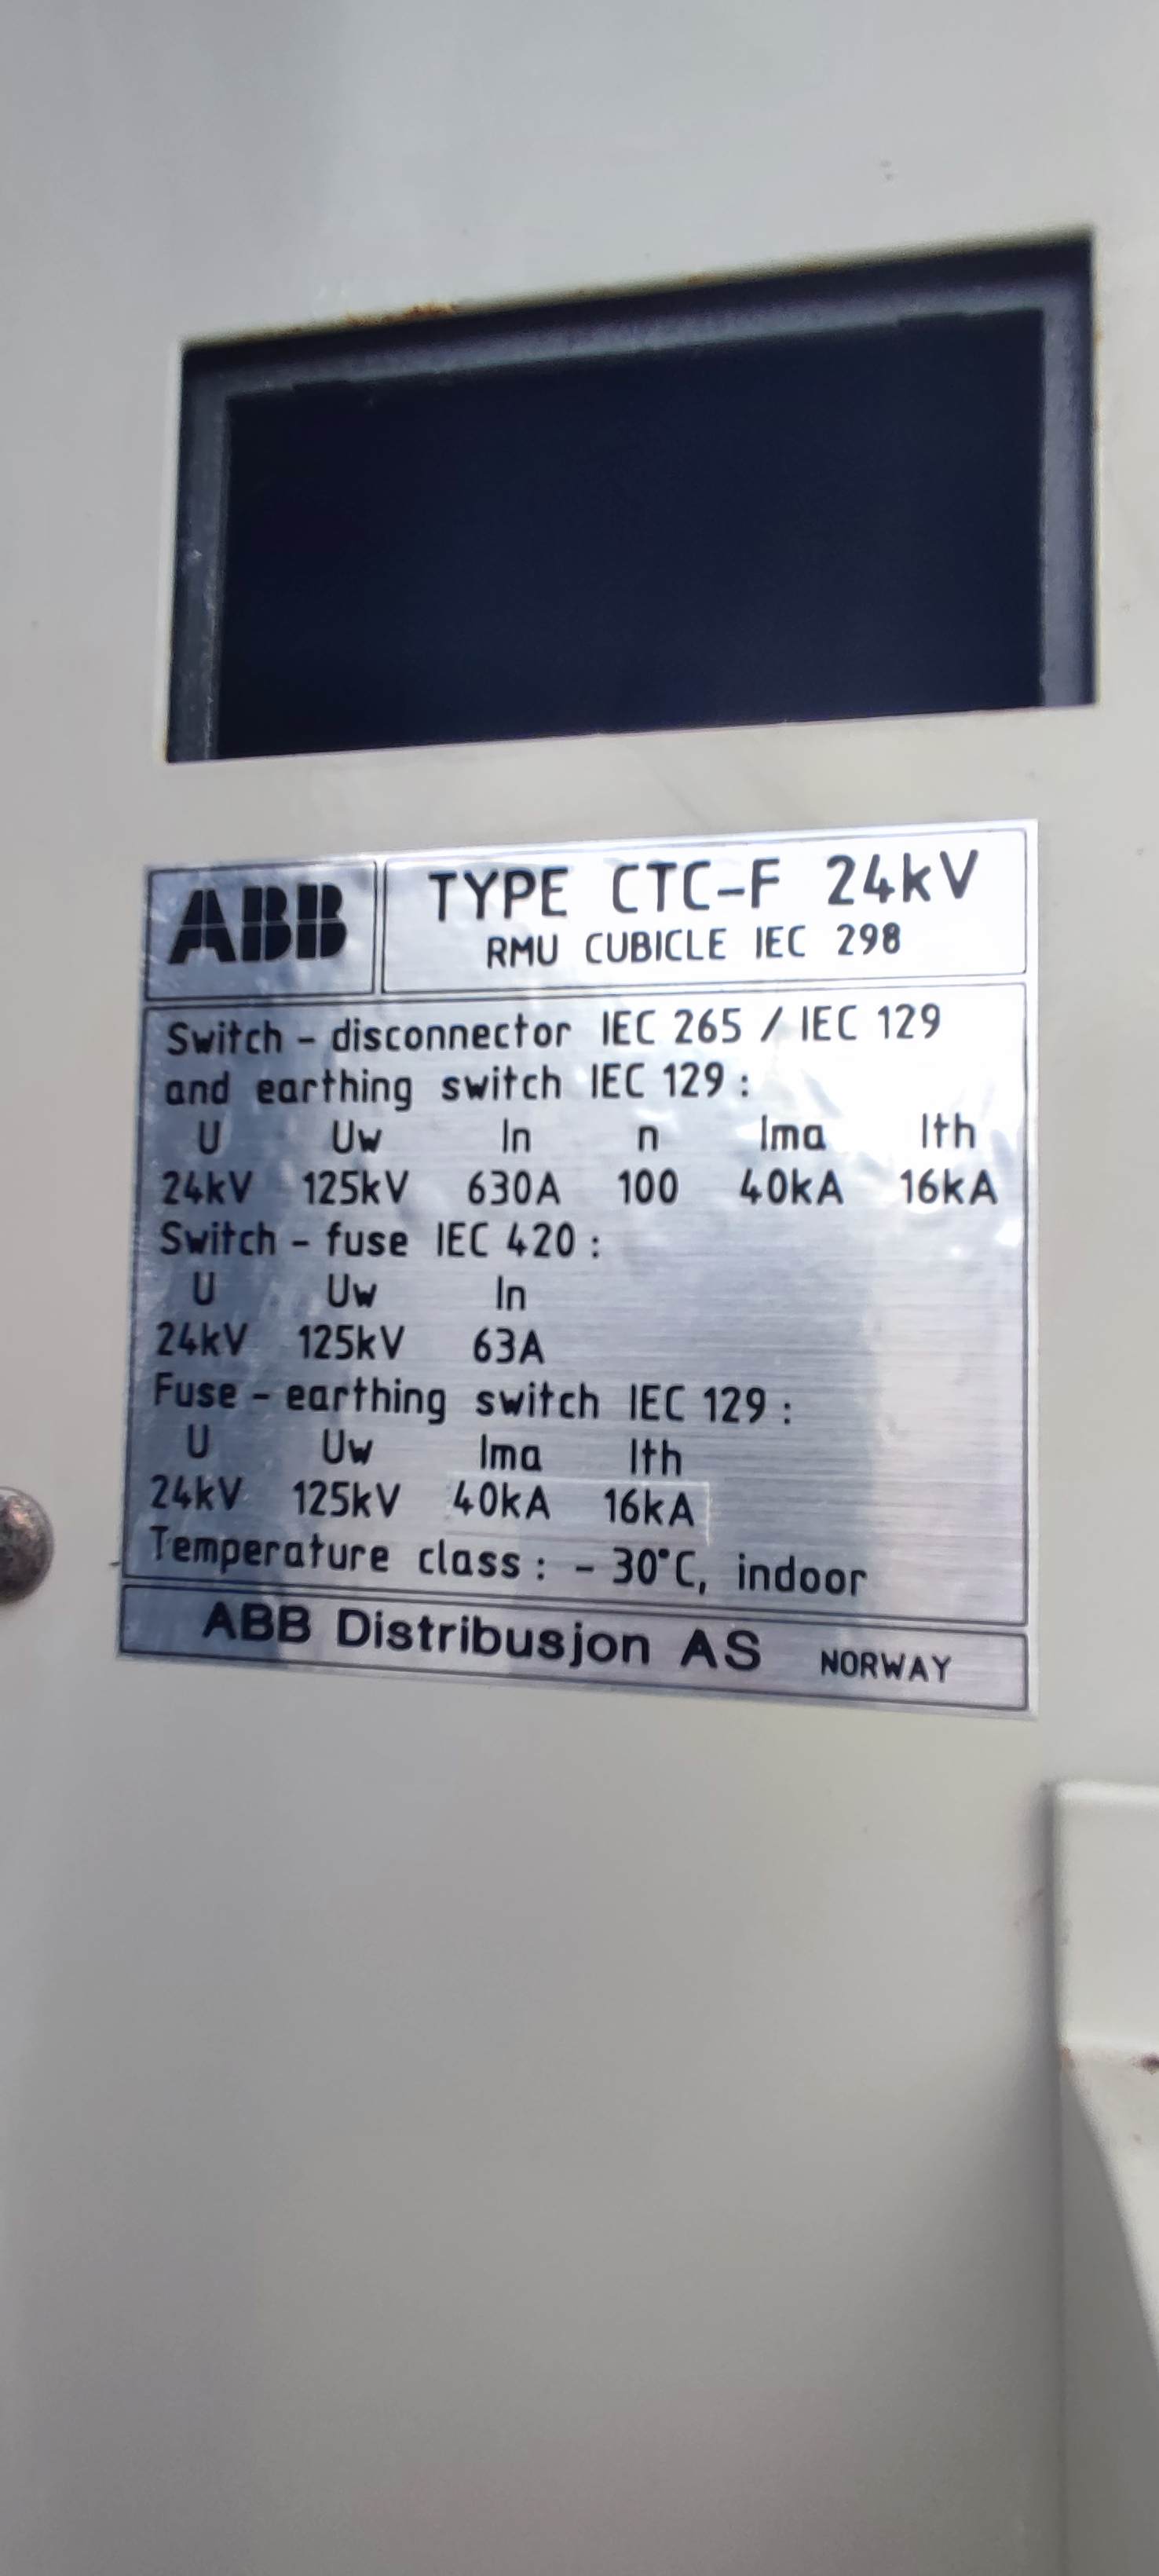 ABB
TYPE CTC-F 24kV
RMU CUBICLE IEC 298
Switch - disconnector IEC 265 / IEC 129
and earthing switch IEC 129 :
U Uw In n Ima Ith
24kV 125kV 630A 100 40kA 16kA
Switch - fuse IEC 420 :
U Uw In
24kV 125kV 63A
Fuse - earthing switch IEC 129 :
U Uw Ima Ith
24kV 125kV 40kA 16kA
Temperature class : - 30°C, indoor
ABB Distribusjon AS NORWAY